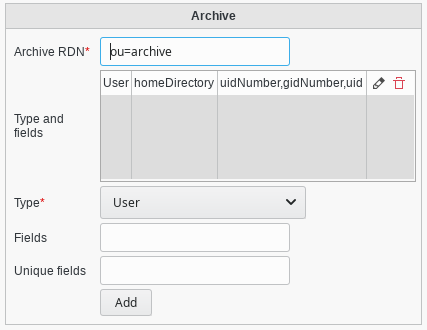 Archive
Archive RDN*
ou=archive
Type and fields
User homeDirectory uidNumber,gidNumber,uid
Type*
User
Fields
Unique fields
Add